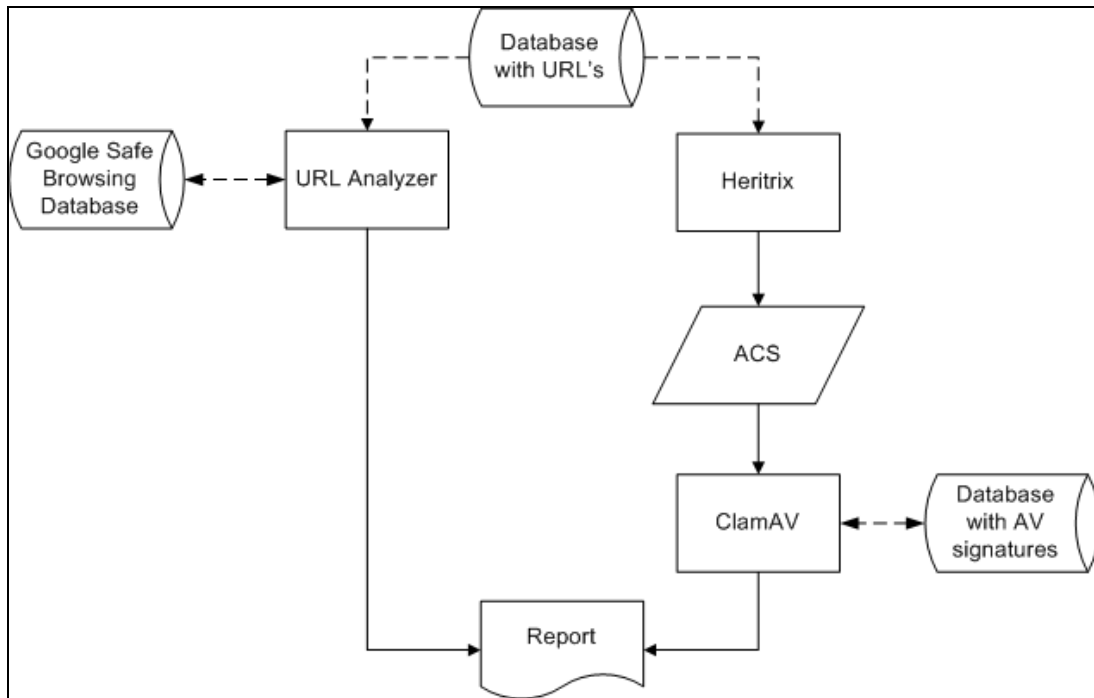 Database
with URL's
Google Safe
Browsing
Database
URL Analyzer
Heritrix
ACS
ClamAV
Database
with AV
signatures
Report